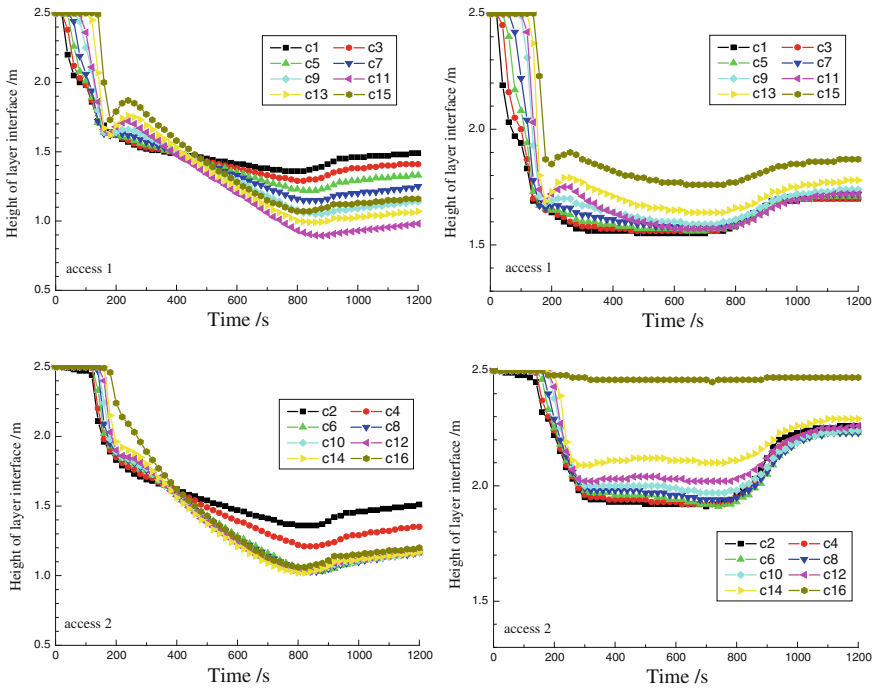 2.5
2.0
1.5
1.0
0.5
Height of layer interface /m
c1 c3
c5 c7
c9 c11
c13 c15
access 1
0 200 400 600 800 1000 1200
Time /s
2.5
2.0
1.5
Height of layer interface /m
c1 c3
c5 c7
c9 c11
c13 c15
access 1
0 200 400 600 800 1000 1200
Time /s
2.5
2.0
1.5
1.0
0.5
Height of layer interface /m
c2 c4
c6 c8
c10 c12
c14 c16
access 2
0 200 400 600 800 1000 1200
Time /s
2.5
2.0
1.5
Height of layer interface /m
c2 c4
c6 c8
c10 c12
c14 c16
access 2
0 200 400 600 800 1000 1200
Time /s